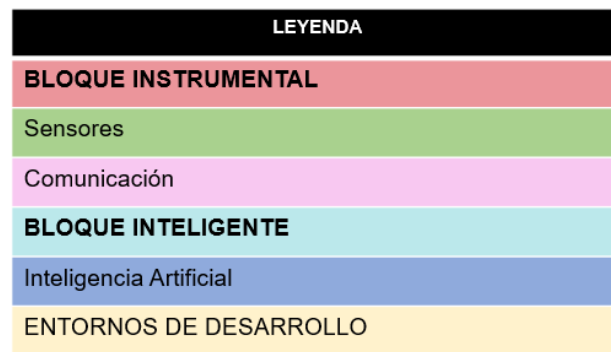 LEYENDA
BLOQUE INSTRUMENTAL
Sensores
Comunicación
BLOQUE INTELIGENTE
Inteligencia Artificial
ENTORNOS DE DESARROLLO